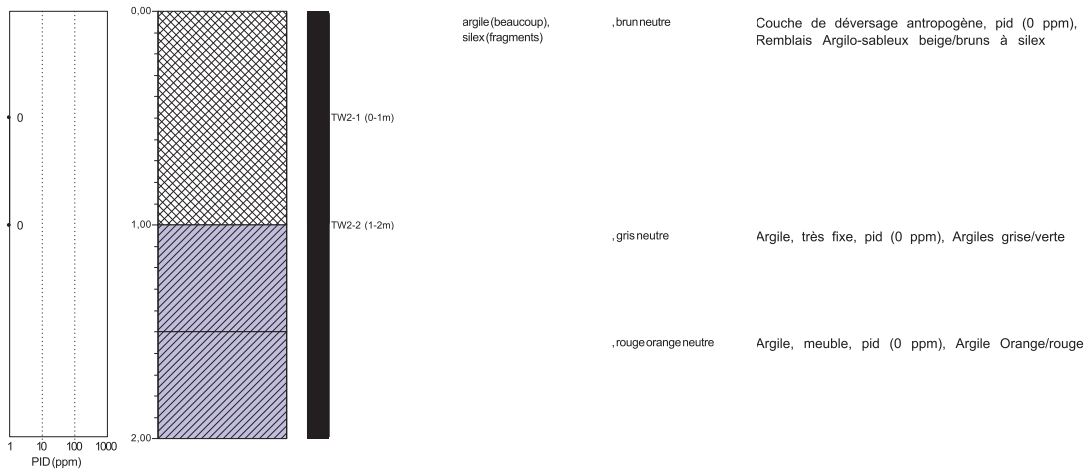 0,00
argile (beaucoup), , brun neutre Couche de déversage antropogène, pid (0 ppm),
silex (fragments) Remblais Argilo-sableux beige/bruns à silex
0 TW2-1 (0-1m)
0 1,00 TW2-2 (1-2m)
, gris neutre Argile, très fixe, pid (0 ppm), Argiles grise/verte
, rouge orange neutre Argile, meuble, pid (0 ppm), Argile Orange/rouge
2,00
1 10 100 1000
PID (ppm)